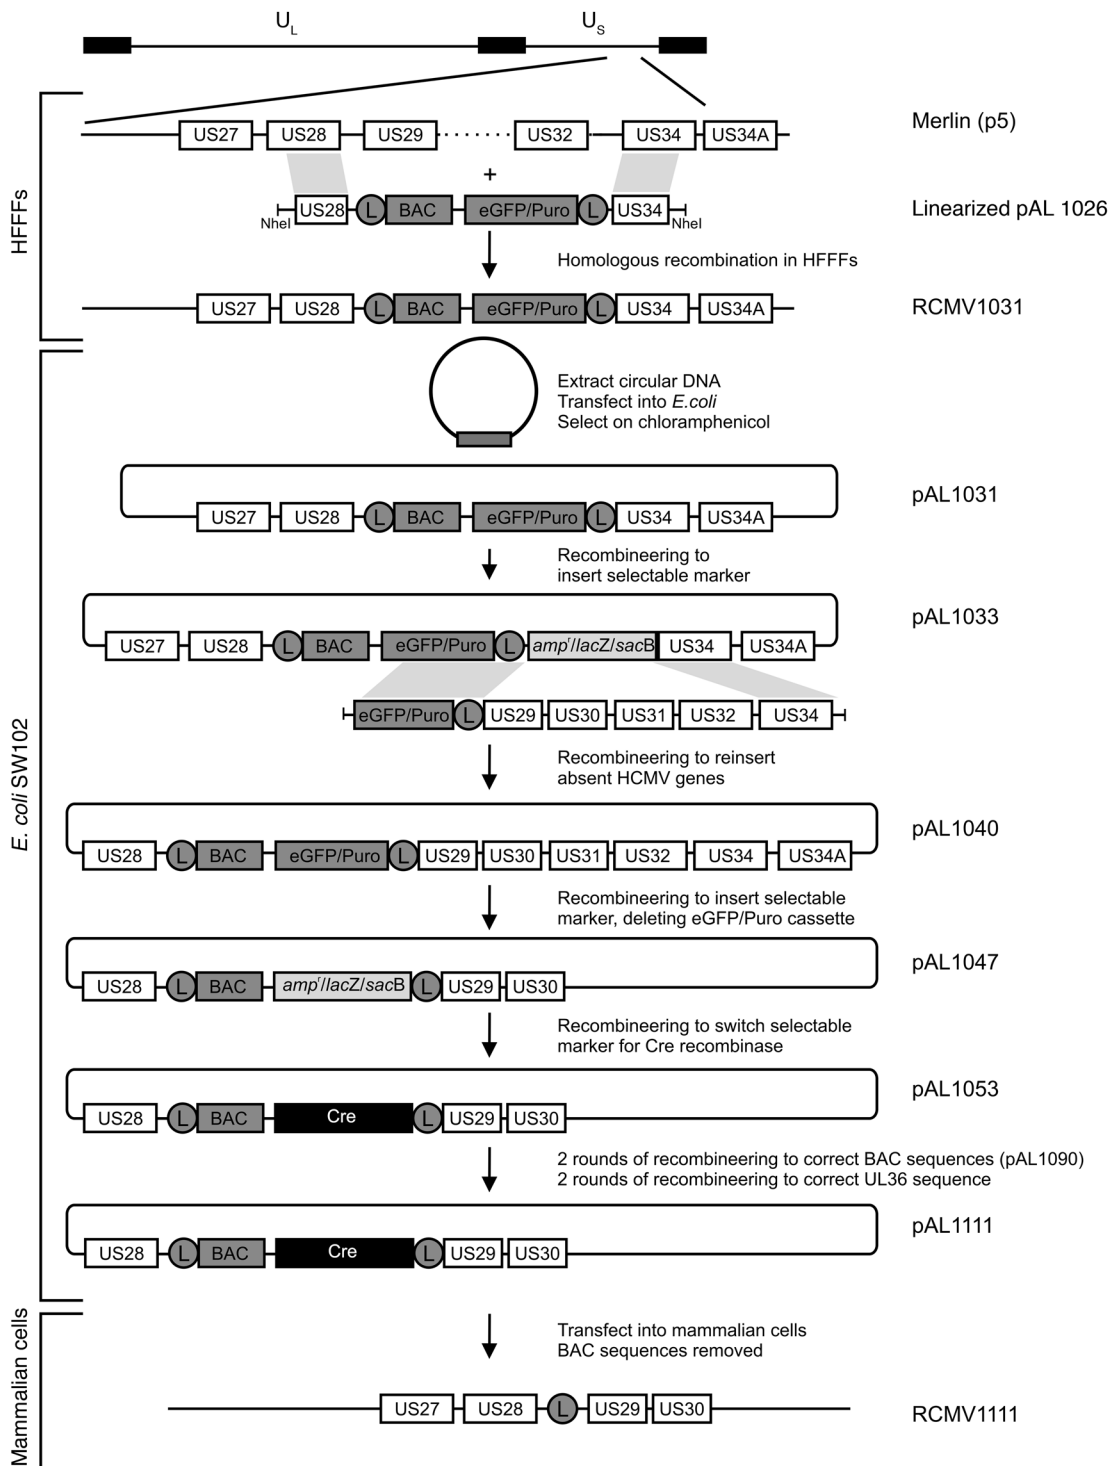 UL US
US27 US28 US29 US32 US34 US34A Merlin (p5)
+
NheI US28 L BAC eGFP/Puro L US34 NheI Linearized pAL 1026
Homologous recombination in HFFFs
US27 US28 L BAC eGFP/Puro L US34 US34A RCMV1031
HFFFs
Extract circular DNA
Transfect into E.coli
Select on chloramphenicol
pAL1031
US27 US28 L BAC eGFP/Puro L US34 US34A
Recombineering to
insert selectable marker
pAL1033
US27 US28 L BAC eGFP/Puro L ampr/lacZ/sacB US34 US34A
eGFP/Puro L US29 US30 US31 US32 US34
Recombineering to reinsert
absent HCMV genes
pAL1040
US28 L BAC eGFP/Puro L US29 US30 US31 US32 US34 US34A
Recombineering to insert selectable
marker, deleting eGFP/Puro cassette
pAL1047
US28 L BAC ampr/lacZ/sacB L US29 US30
Recombineering to switch selectable
marker for Cre recombinase
pAL1053
US28 L BAC Cre L US29 US30
2 rounds of recombineering to correct BAC sequences (pAL1090)
2 rounds of recombineering to correct UL36 sequence
pAL1111
US28 L BAC Cre L US29 US30
E. coli SW102
Transfect into mammalian cells
BAC sequences removed
US27 US28 L US29 US30 RCMV1111
Mammalian cells